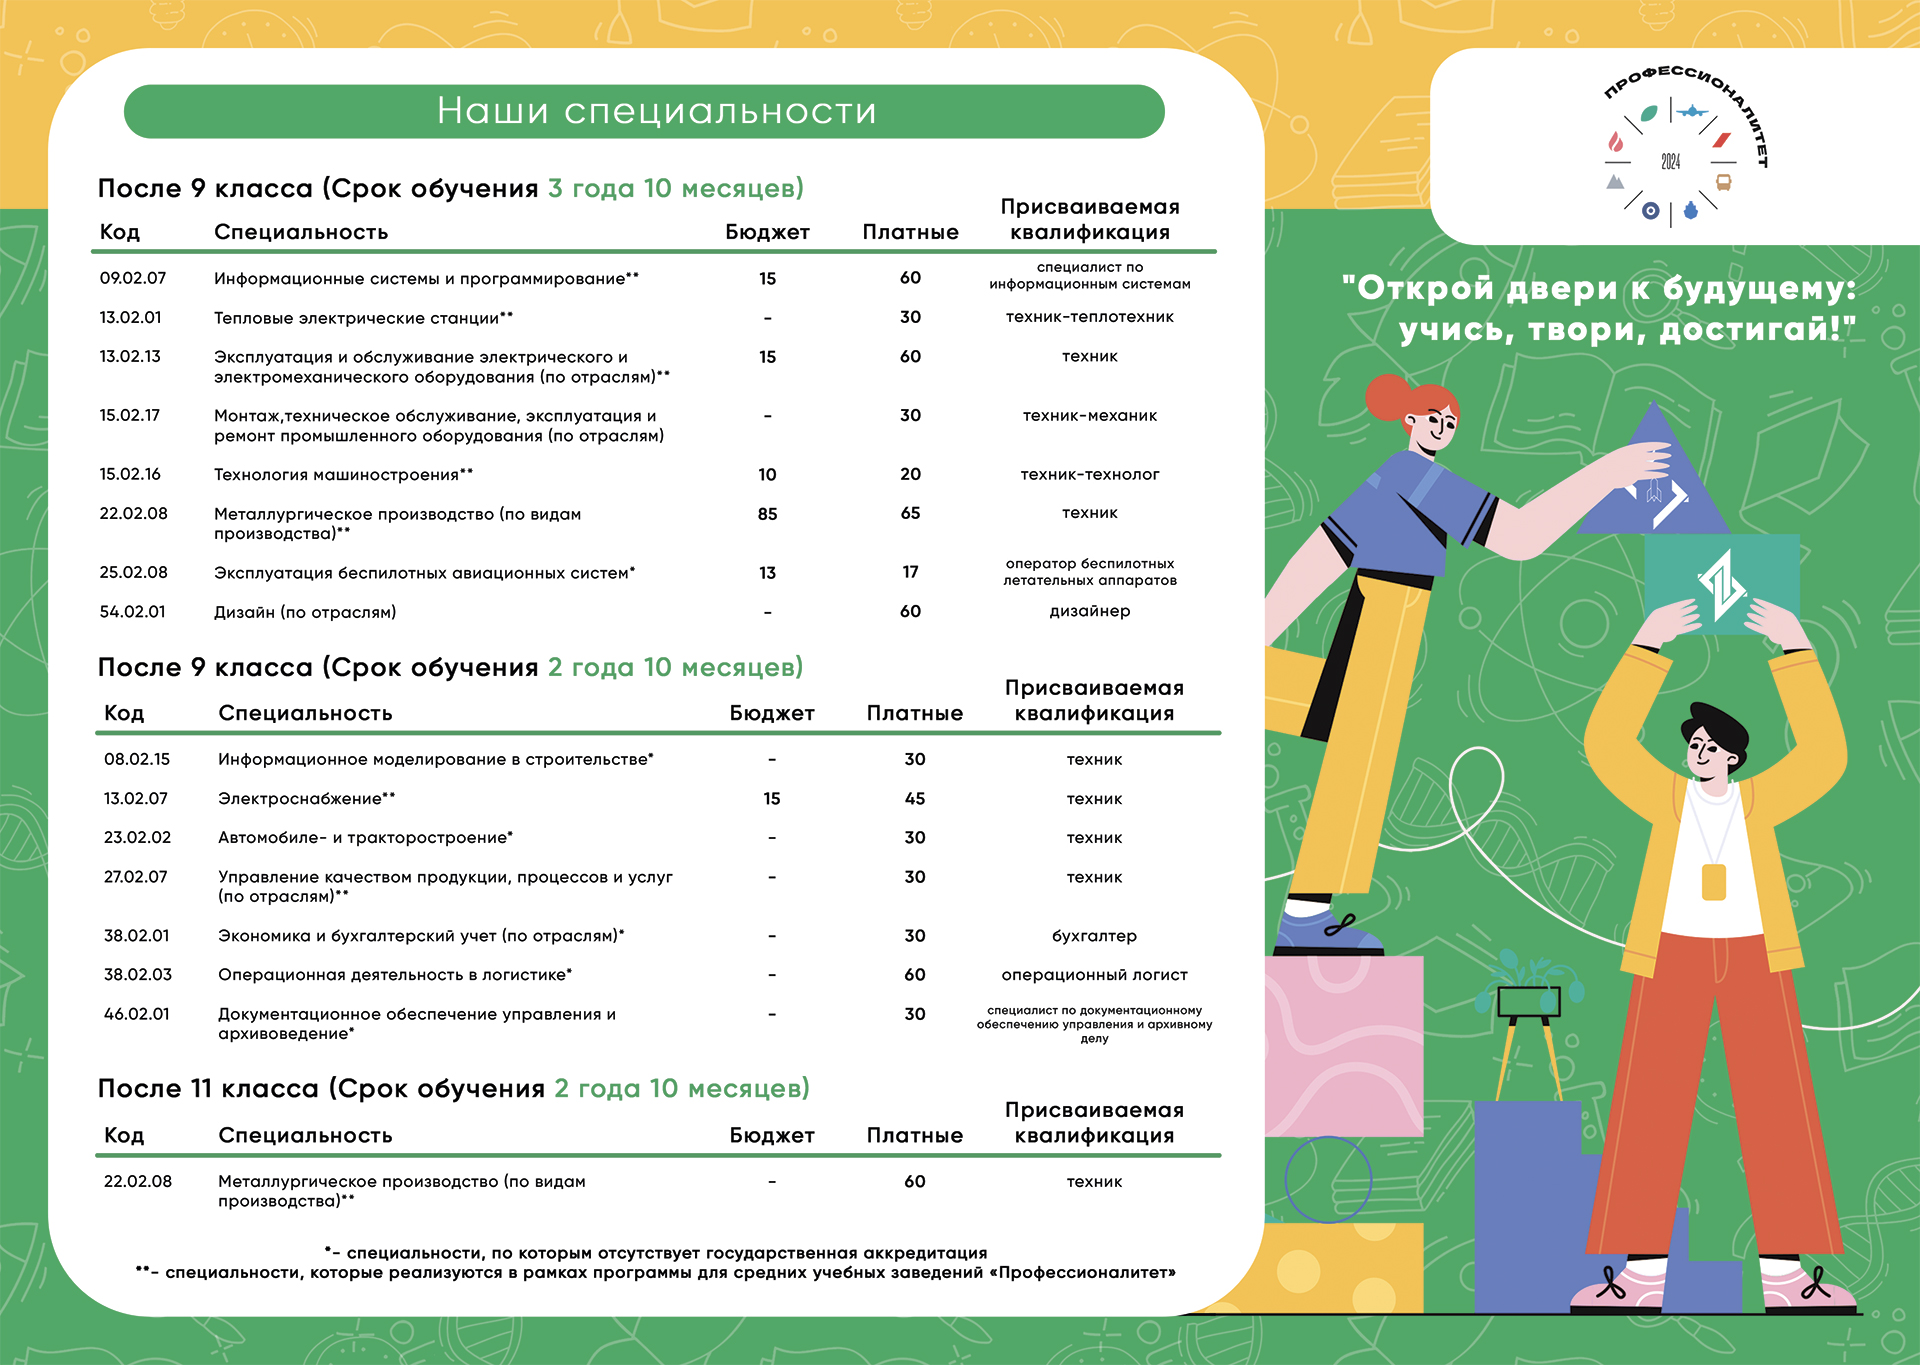 Наши специальности
После 9 класса (Срок обучения 3 года 10 месяцев)
Код Специальность Бюджет Платные Присваиваемая квалификация
09.02.07 Информационные системы и программирование** 15 60 специалист по информационным системам
13.02.01 Тепловые электрические станции** - 30 техник-теплотехник
13.02.13 Эксплуатация и обслуживание электрического и 15 60 техник
электромеханического оборудования (по отраслям)**
15.02.17 Монтаж,техническое обслуживание, эксплуатация и - 30 техник-механик
ремонт промышленного оборудования (по отраслям)
15.02.16 Технология машиностроения** 10 20 техник-технолог
22.02.08 Металлургическое производство (по видам 85 65 техник
производства)**
25.02.08 Эксплуатация беспилотных авиационных систем* 13 17 оператор беспилотных летательных аппаратов
54.02.01 Дизайн (по отраслям) - 60 дизайнер
После 9 класса (Срок обучения 2 года 10 месяцев)
Код Специальность Бюджет Платные Присваиваемая квалификация
08.02.15 Информационное моделирование в строительстве* - 30 техник
13.02.07 Электроснабжение** 15 45 техник
23.02.02 Автомобиле- и тракторостроение* - 30 техник
27.02.07 Управление качеством продукции, процессов и услуг - 30 техник
(по отраслям)**
38.02.01 Экономика и бухгалтерский учет (по отраслям)* - 30 бухгалтер
38.02.03 Операционная деятельность в логистике* - 60 операционный логист
46.02.01 Документационное обеспечение управления и - 30 специалист по документационному обеспечению управления и архивному делу
архивоведение*
После 11 класса (Срок обучения 2 года 10 месяцев)
Код Специальность Бюджет Платные Присваиваемая квалификация
22.02.08 Металлургическое производство (по видам - 60 техник
производства)**
*- специальности, по которым отсутствует государственная аккредитация
**- специальности, которые реализуются в рамках программы для средних учебных заведений «Профессионалитет»
ПРОФЕССИОНАЛИТЕТ
2024
"Открой двери к будущему:
учись, твори, достигай!"